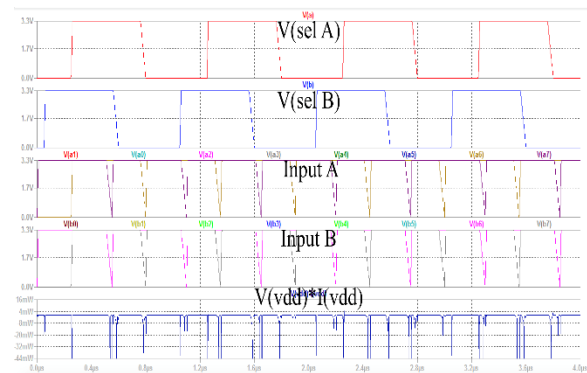 V(a)
3.3V
V(sel A)
1.7V
0.0V
V(b)
3.3V
V(sel B)
1.7V
0.0V
V(a1) V(a0) V(a2) V(a3) V(a4) V(a5) V(a6) V(a7)
3.3V
Input A
1.7V
0.0V
V(b0) V(b1) V(b3) V(b4) V(b5) V(b6) V(b7)
3.3V
Input B
1.7V
0.0V
V(vdd)*I(vdd)
16mW
4mW
0.0µs 0.4µs 0.8µs 1.2µs 1.6µs 2.0µs 2.4µs 2.8µs 3.2µs 3.6µs 4.0µs